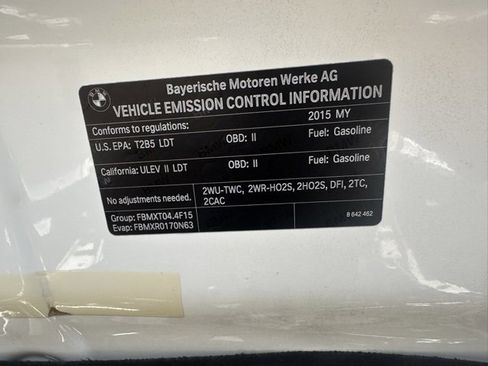 BMW
Bayerische Motoren Werke AG
VEHICLE EMISSION CONTROL INFORMATION
Conforms to regulations: 2015 MY
U.S. EPA: T2B5 LDT OBD: II Fuel: Gasoline
California: ULEV II LDT OBD: II Fuel: Gasoline
No adjustments needed. 2WU-TWC, 2WR-HO2S, 2HO2S, DFI, 2TC,
2CAC
Group: FBMXT04.4F15
Evap: FBMXR0170N63 8 642 462